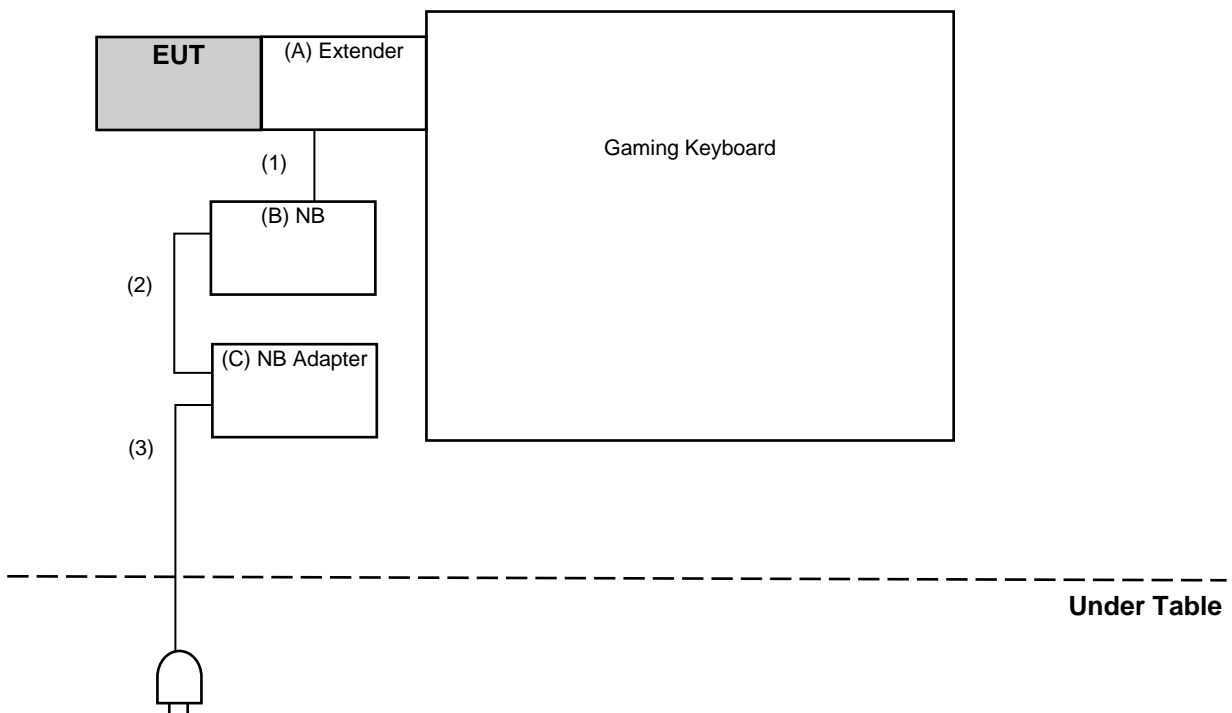 EUT
(A) Extender
Gaming Keyboard
(1)
(B) NB
(2)
(C) NB Adapter
(3)
Under Table